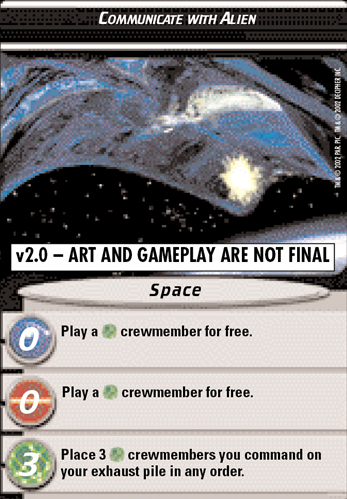 COMMUNICATE WITH ALIEN
TM & © 2002 PAR. PIC. TM & © 2002 DECIPHER INC.
v2.0 – ART AND GAMEPLAY ARE NOT FINAL
Space
0 Play a crewmember for free.
0 Play a crewmember for free.
3 Place 3 crewmembers you command on
your exhaust pile in any order.